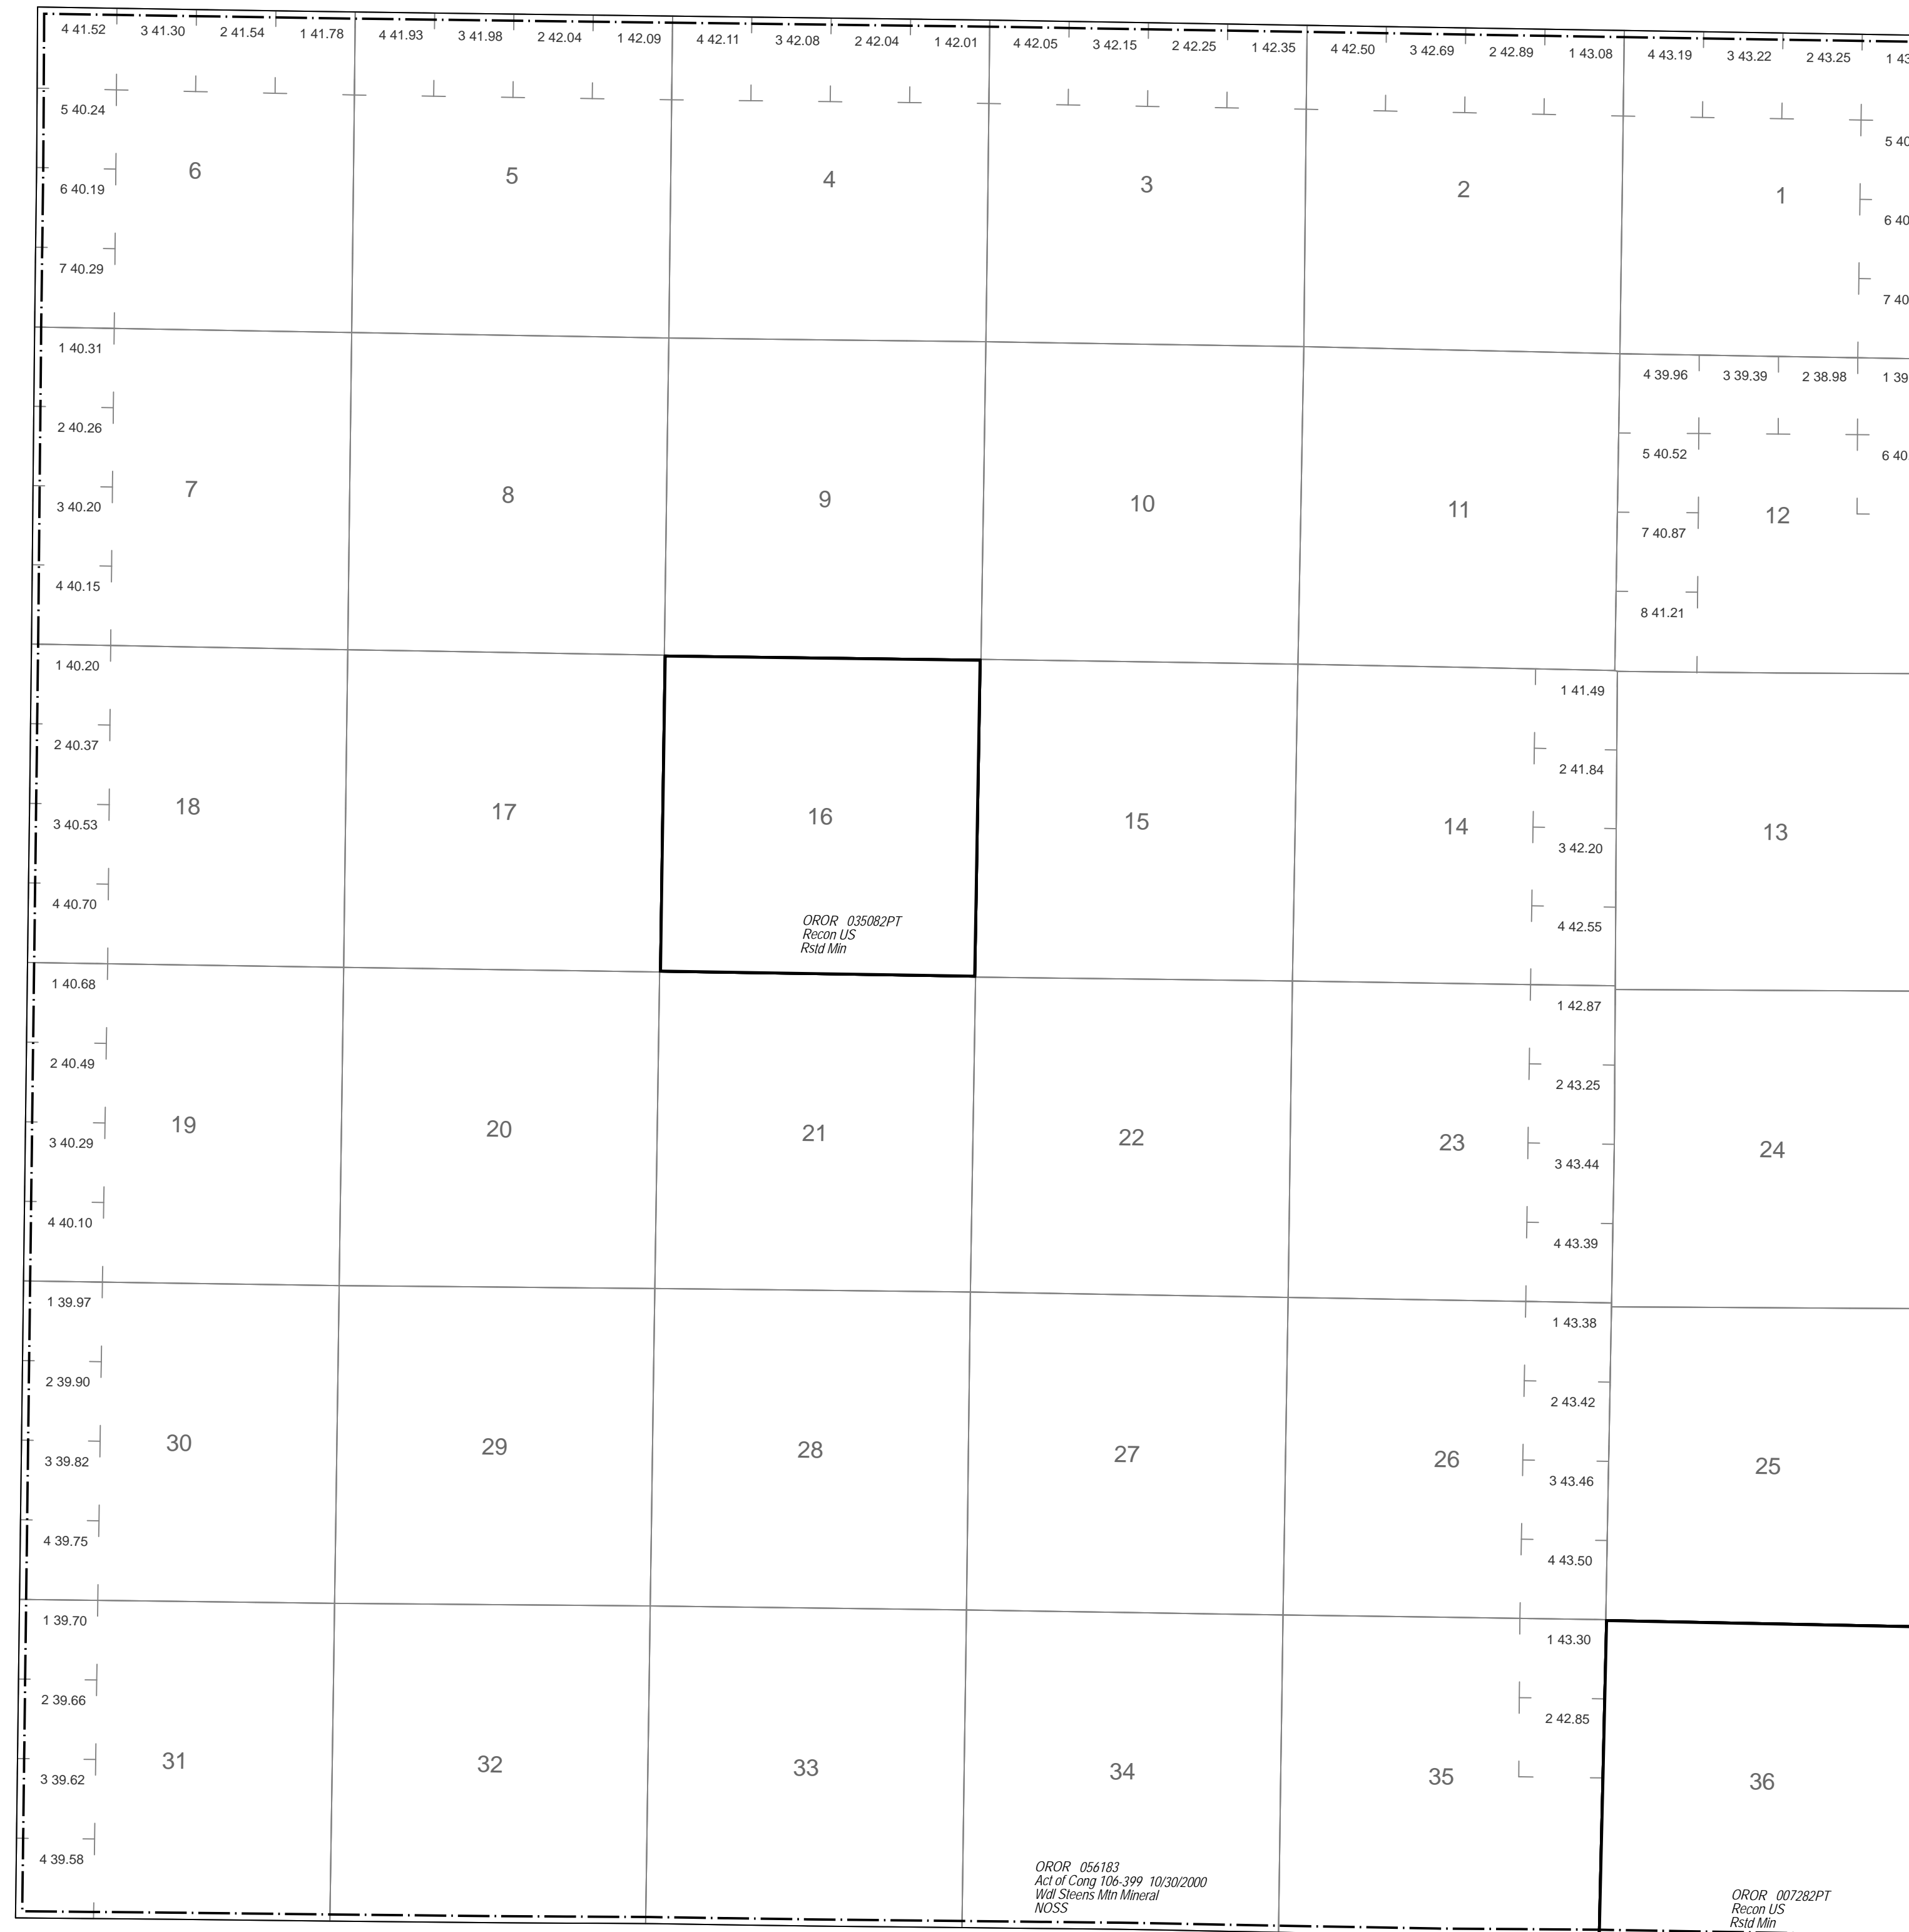 4 41.52 3 41.30 2 41.54 1 41.78 4 41.93 3 41.98 2 42.04 1 42.09 4 42.11 3 42.08 2 42.04 1 42.01 4 42.05 3 42.15 2 42.25 1 42.35 4 42.50 3 42.69 2 42.89 1 43.08 4 43.19 3 43.22 2 43.25 1 43
5 40.24
5 40
6 5 4 3 2 1
6 40.19
6 40
7 40.29
7 40
1 40.31
4 39.96 3 39.39 2 38.98 1 39
2 40.26
5 40.52 6 40
7 8 9 10 11 12
3 40.20
7 40.87
4 40.15
8 41.21
1 40.20
1 41.49
2 40.37
2 41.84
18 17 16 15 14 13
3 40.53
3 42.20
4 40.70
OROR 035082PT
Recon US
Rstd Min
4 42.55
1 40.68
1 42.87
2 40.49
2 43.25
19 20 21 22 23 24
3 40.29
3 43.44
4 40.10
4 43.39
1 39.97
1 43.38
2 39.90
2 43.42
30 29 28 27 26 25
3 39.82
3 43.46
4 39.75
4 43.50
1 39.70
1 43.30
2 39.66
2 42.85
31 32 33 34 35 36
3 39.62
4 39.58
OROR 056183
Act of Cong 106-399 10/30/2000
Wdl Steens Mtn Mineral
NOSS
OROR 007282PT
Recon US
Rstd Min